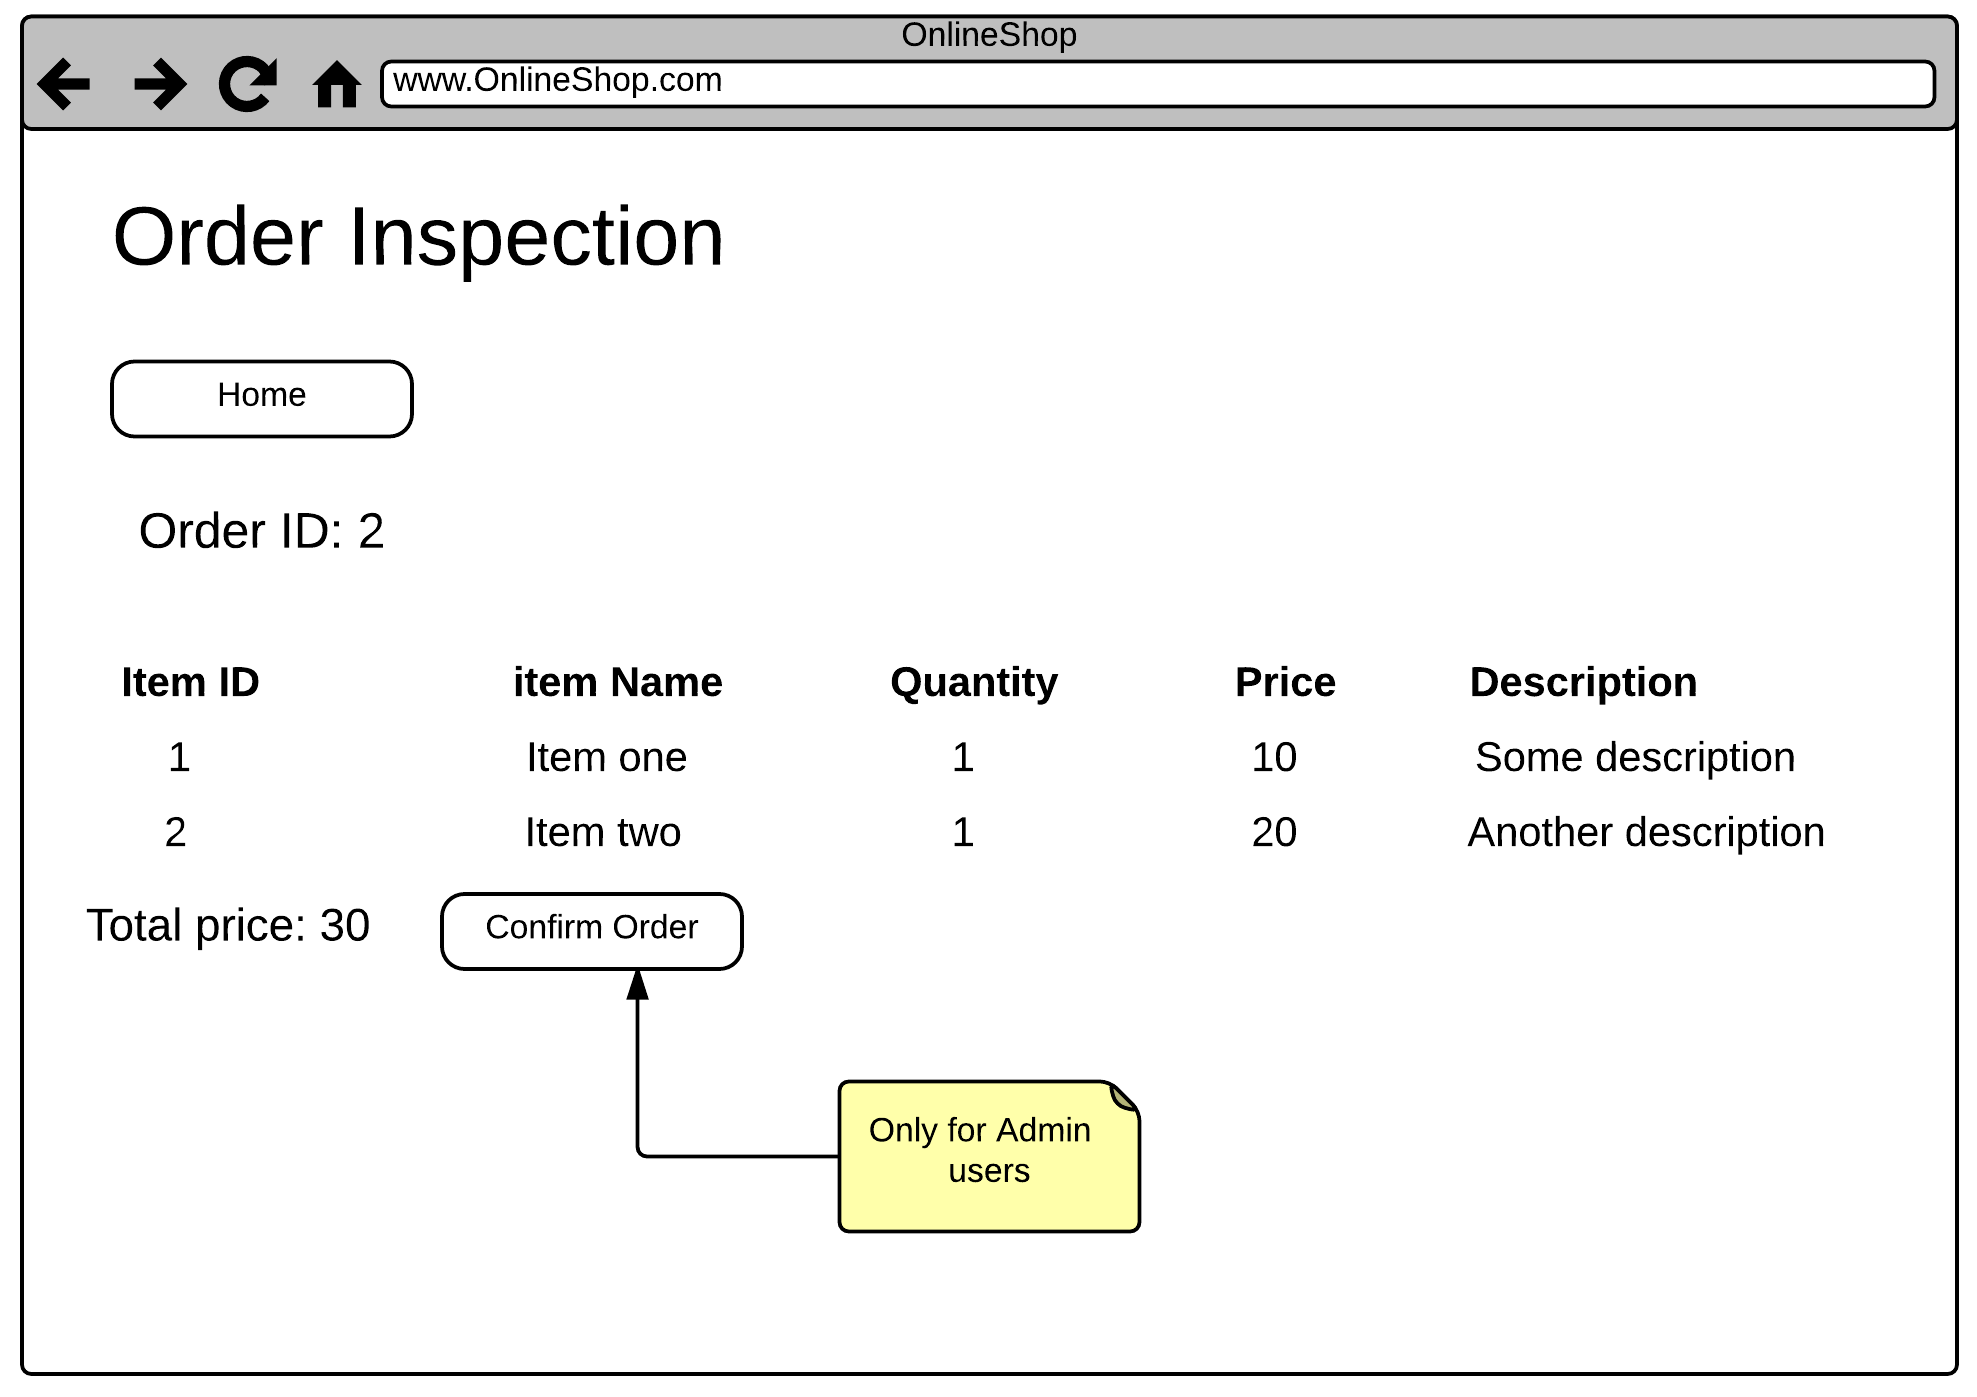 OnlineShop
www.OnlineShop.com
Order Inspection
Home
Order ID: 2
Item ID item Name Quantity Price Description
1 Item one 1 10 Some description
2 Item two 1 20 Another description
Total price: 30 Confirm Order
Only for Admin
users